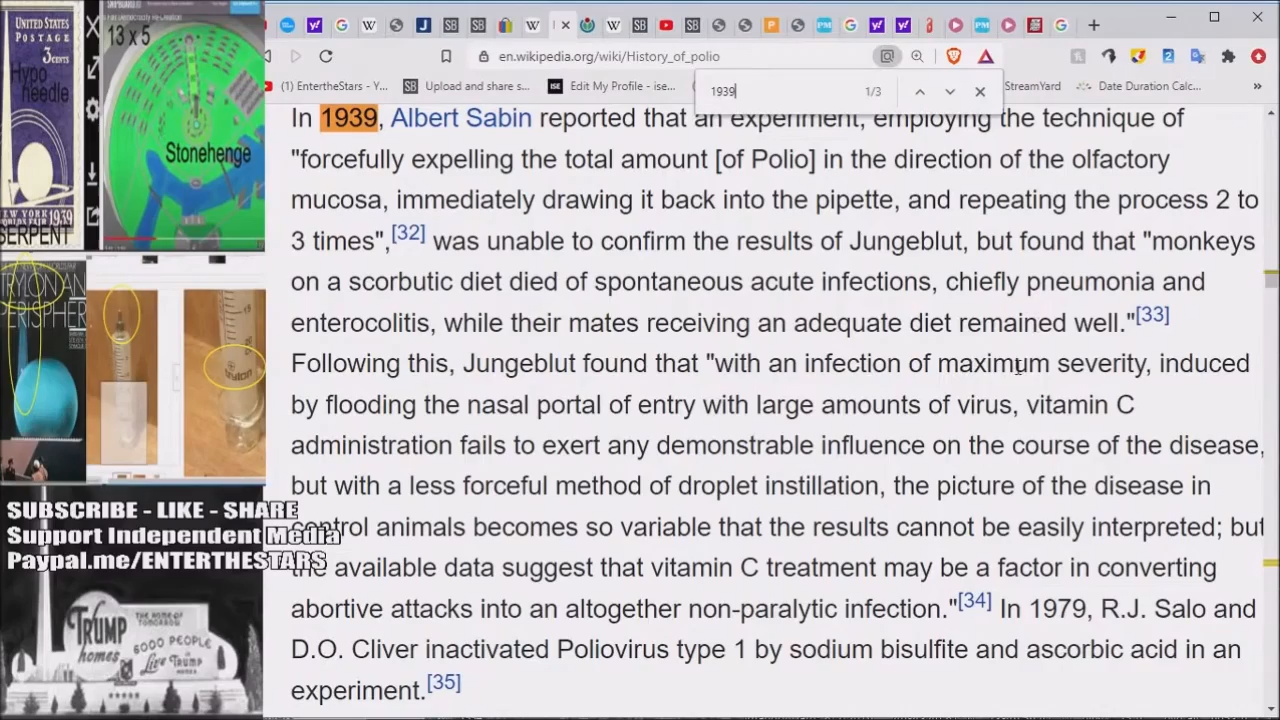 UNITED STATES
POSTAGE
3 CENTS
Hypo
needle
NEW YORK
WORLD'S FAIR 1939
SERPENT
13 x 5
Stonehenge
TRYLON AN
PERISPHER
trylon
20
SUBSCRIBE - LIKE - SHARE
Support Independent Media
Paypal.me/ENTERTHESTARS
THE HOME OF
TOMORROW
TRUMP
homes
6000 PEOPLE
Live IN TRUMP
HOMES
en.wikipedia.org/wiki/History_of_polio
(1) EntertheStars - Y...
Upload and share s...
ISE Edit My Profile - ise...
StreamYard
Date Duration Calc...
1939
1/3
In 1939, Albert Sabin reported that an experiment, employing the technique of
"forcefully expelling the total amount [of Polio] in the direction of the olfactory
mucosa, immediately drawing it back into the pipette, and repeating the process 2 to
3 times",[32] was unable to confirm the results of Jungeblut, but found that "monkeys
on a scorbutic diet died of spontaneous acute infections, chiefly pneumonia and
enterocolitis, while their mates receiving an adequate diet remained well."[33]
Following this, Jungeblut found that "with an infection of maximum severity, induced
by flooding the nasal portal of entry with large amounts of virus, vitamin C
administration fails to exert any demonstrable influence on the course of the disease,
but with a less forceful method of droplet instillation, the picture of the disease in
control animals becomes so variable that the results cannot be easily interpreted; but
the available data suggest that vitamin C treatment may be a factor in converting
abortive attacks into an altogether non-paralytic infection."[34] In 1979, R.J. Salo and
D.O. Cliver inactivated Poliovirus type 1 by sodium bisulfite and ascorbic acid in an
experiment.[35]